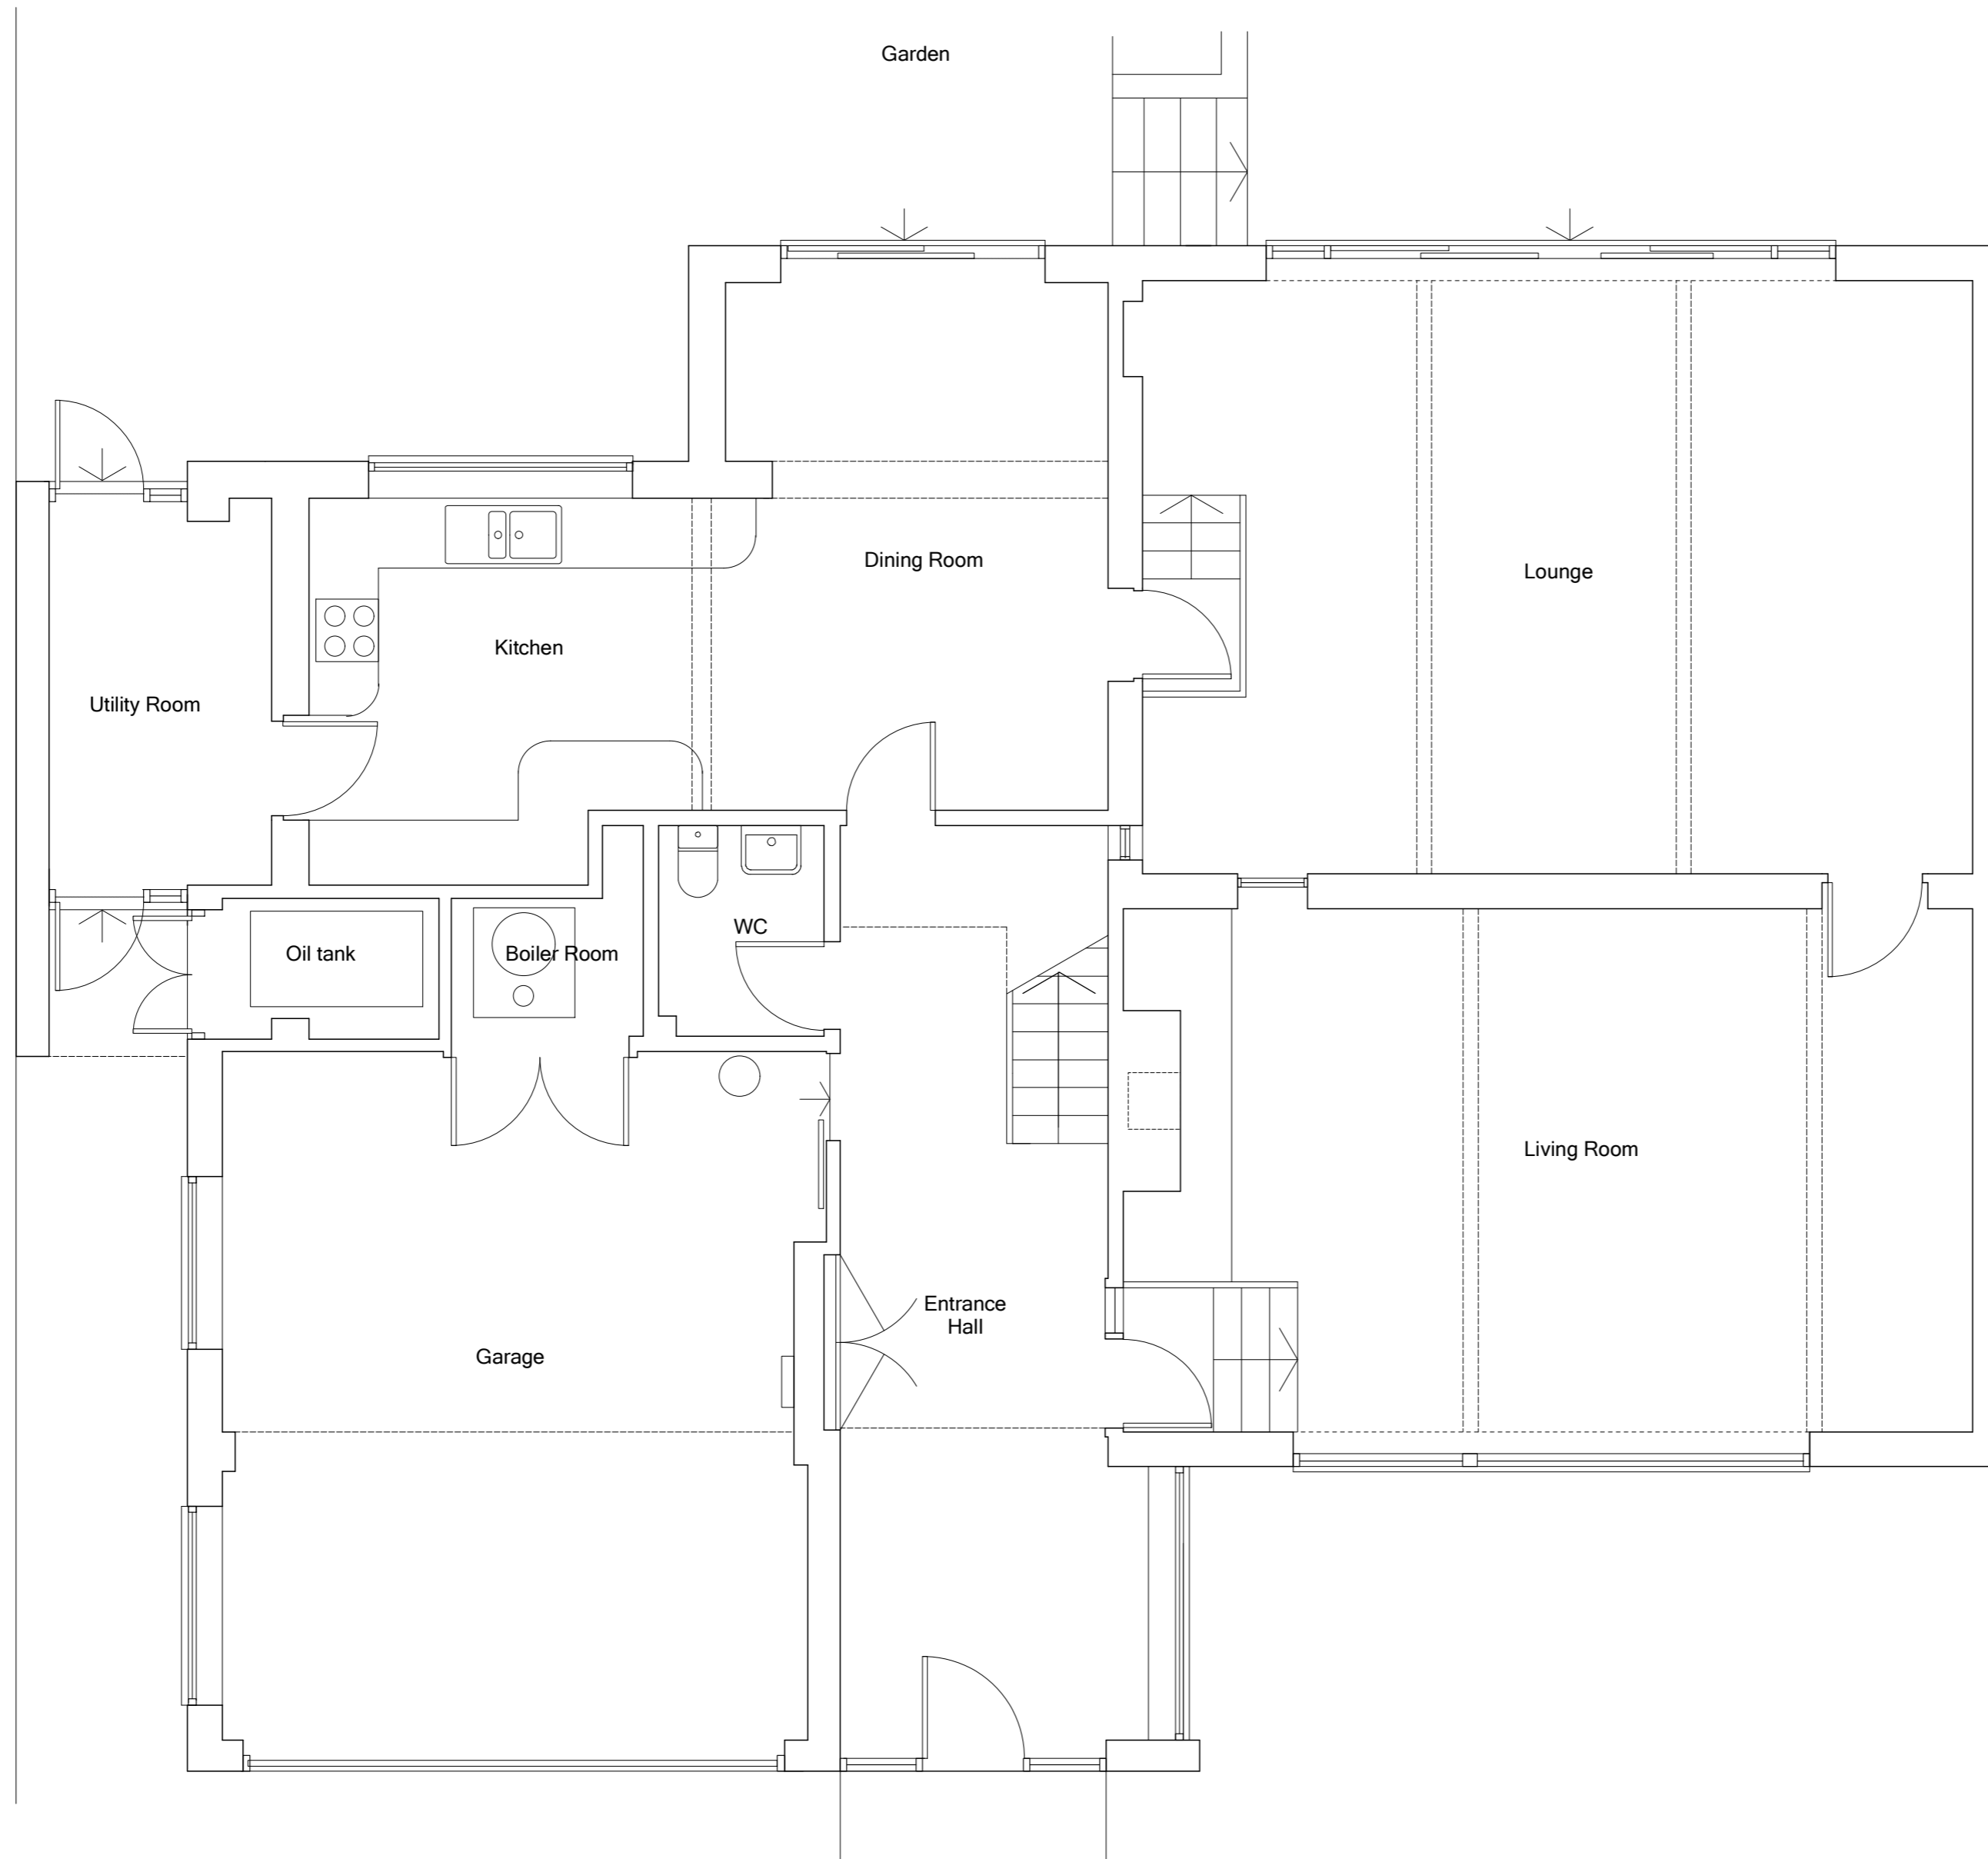 Garden
Dining Room
Lounge
Kitchen
Utility Room
WC
Oil tank
Boiler Room
Living Room
Entrance
Hall
Garage